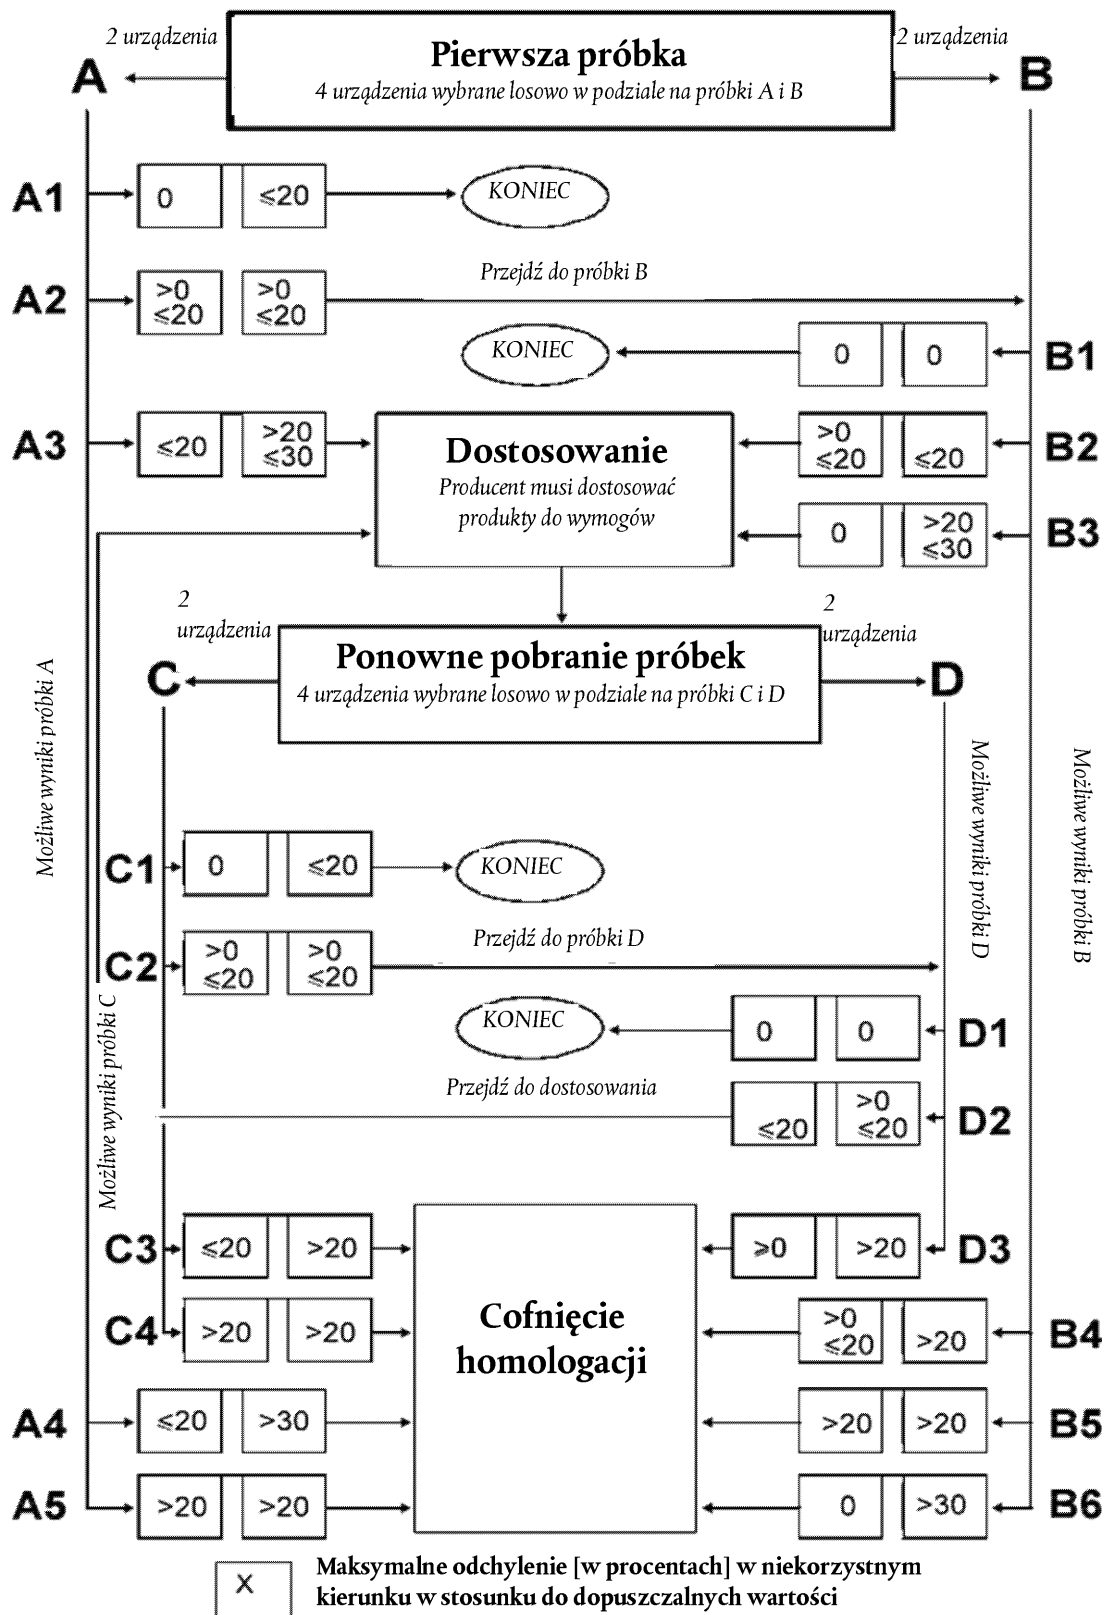 2 urządzenia
Pierwsza próbka
2 urządzenia
A
4 urządzenia wybrane losowo w podziale na próbki A i B
B
A1
0
≤20
KONIEC
Przejdź do próbki B
A2
>0
≤20
>0
≤20
KONIEC
0
0
B1
A3
≤20
>20
≤30
Dostosowanie
Producent musi dostosować
produkty do wymogów
>0
≤20
≤20
B2
0
>20
≤30
B3
2
urządzenia
2
urządzenia
Ponowne pobranie próbek
4 urządzenia wybrane losowo w podziale na próbki C i D
C
D
Możliwe wyniki próbki A
Możliwe wyniki próbki D
Możliwe wyniki próbki B
C1
0
≤20
KONIEC
Przejdź do próbki D
C2
>0
≤20
>0
≤20
Możliwe wyniki próbki C
KONIEC
0
0
D1
Przejdź do dostosowania
≤20
>0
≤20
D2
C3
≤20
>20
≥0
>20
D3
Cofnięcie
homologacji
C4
>20
>20
>0
≤20
>20
B4
A4
≤20
>30
>20
>20
B5
A5
>20
>20
0
>30
B6
X
Maksymalne odchylenie [w procentach] w niekorzystnym
kierunku w stosunku do dopuszczalnych wartości